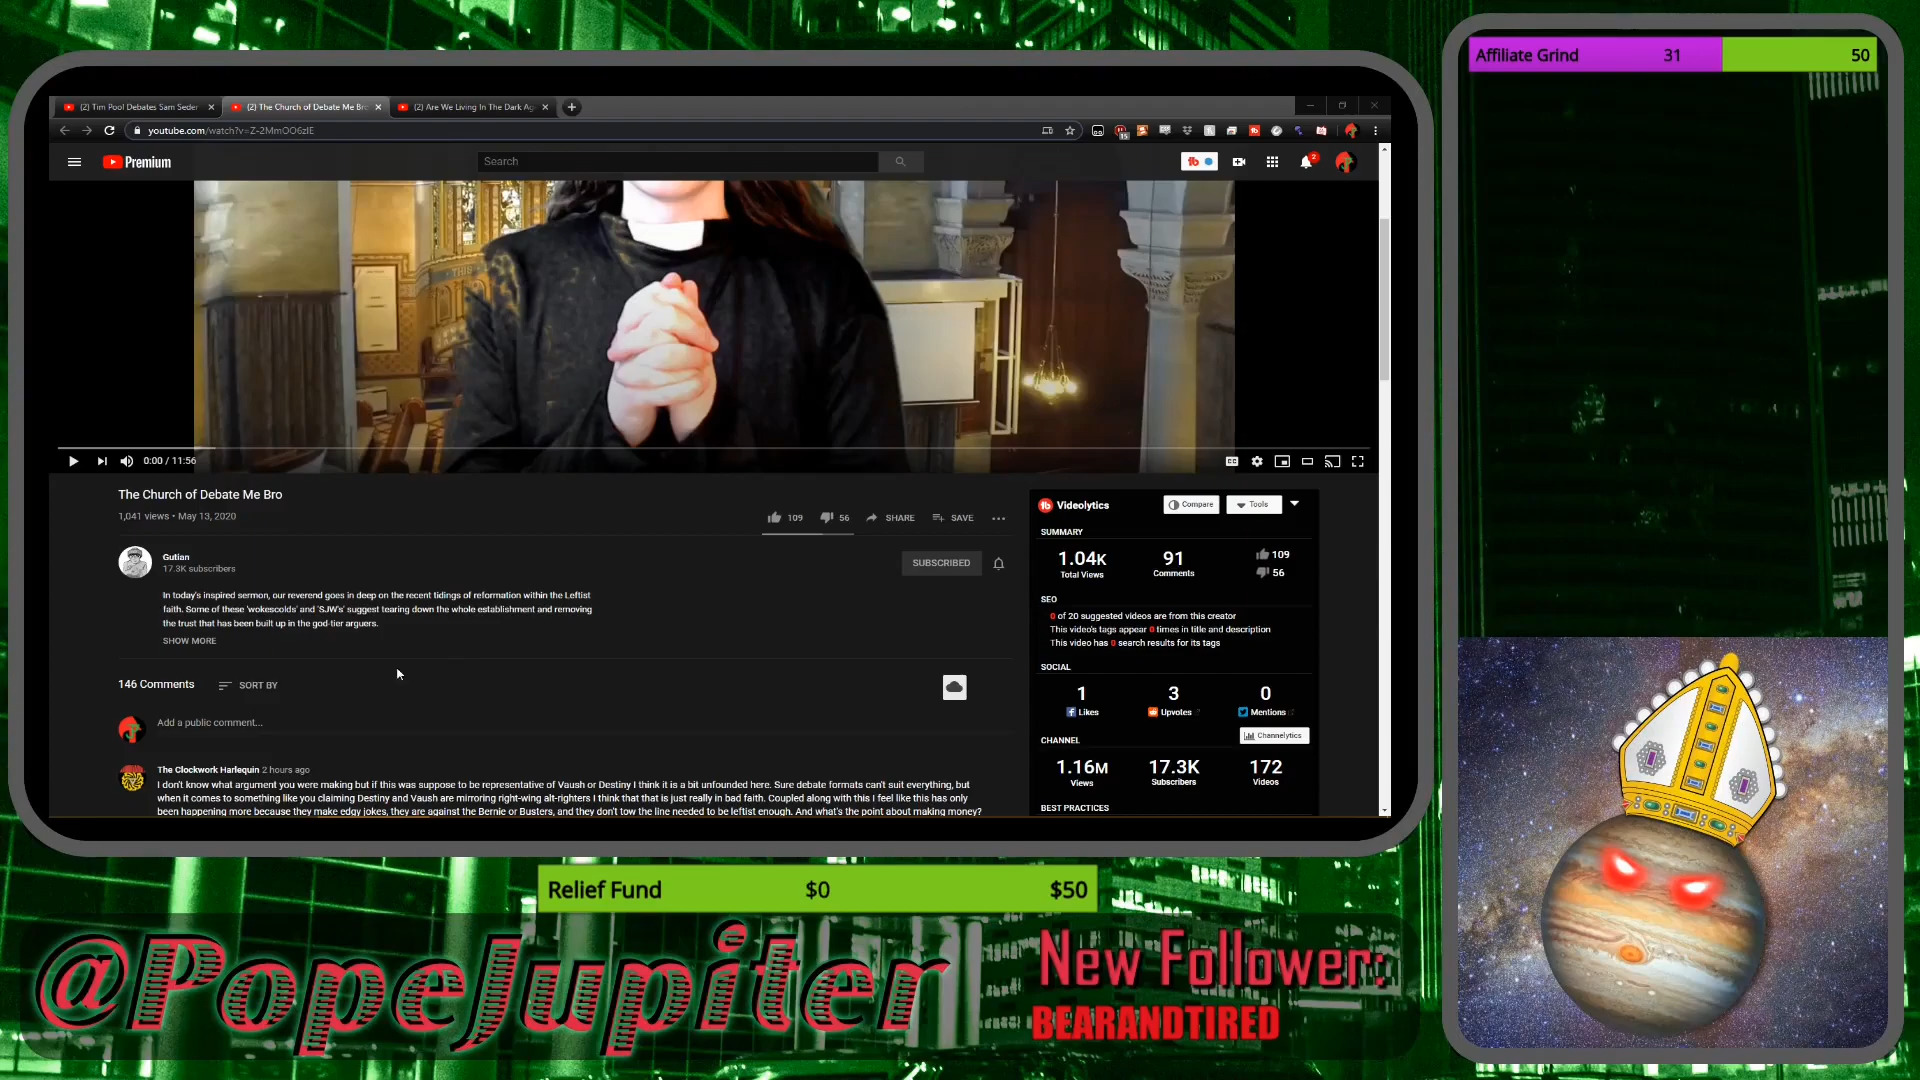 (2) Tim Pool Debates Sam Seder
(2) The Church of Debate Me Br
(2) Are We Living In The Dark Ag
youtube.com/watch?v=Z-2MmOO6zIE
Premium
Search
2
0:00 / 11:56
The Church of Debate Me Bro
1,041 views • May 13, 2020
109
56
SHARE
SAVE
Gutian
17.3K subscribers
SUBSCRIBED
In today's inspired sermon, our reverend goes in deep on the recent tidings of reformation within the Leftist
faith. Some of these 'wokescolds' and 'SJW's' suggest tearing down the whole establishment and removing
the trust that has been built up in the god-tier arguers.
SHOW MORE
146 Comments
SORT BY
Add a public comment...
The Clockwork Harlequin 2 hours ago
I don't know what argument you were making but if this was suppose to be representative of Vaush or Destiny I think it is a bit unfounded here. Sure debate formats can't suit everything, but
when it comes to something like you claiming Destiny and Vaush are mirroring right-wing alt-righters I think that that is just really in bad faith. Coupled along with this I feel like this has only
been happening more because they make edgy jokes, they are against the Bernie or Busters, and they don't tow the line needed to be leftist enough. And what's the point about making money?
Videolytics
Compare
Tools
SUMMARY
1.04K
Total Views
91
Comments
109
56
SEO
0 of 20 suggested videos are from this creator
This video's tags appear 0 times in title and description
This video has 0 search results for its tags
SOCIAL
1
Likes
3
Upvotes
0
Mentions
CHANNEL
Channelytics
1.16M
Views
17.3K
Subscribers
172
Videos
BEST PRACTICES
Affiliate Grind 31 50
Relief Fund $0 $50
@PopeJupiter
New Follower:
BEARANDTIRED